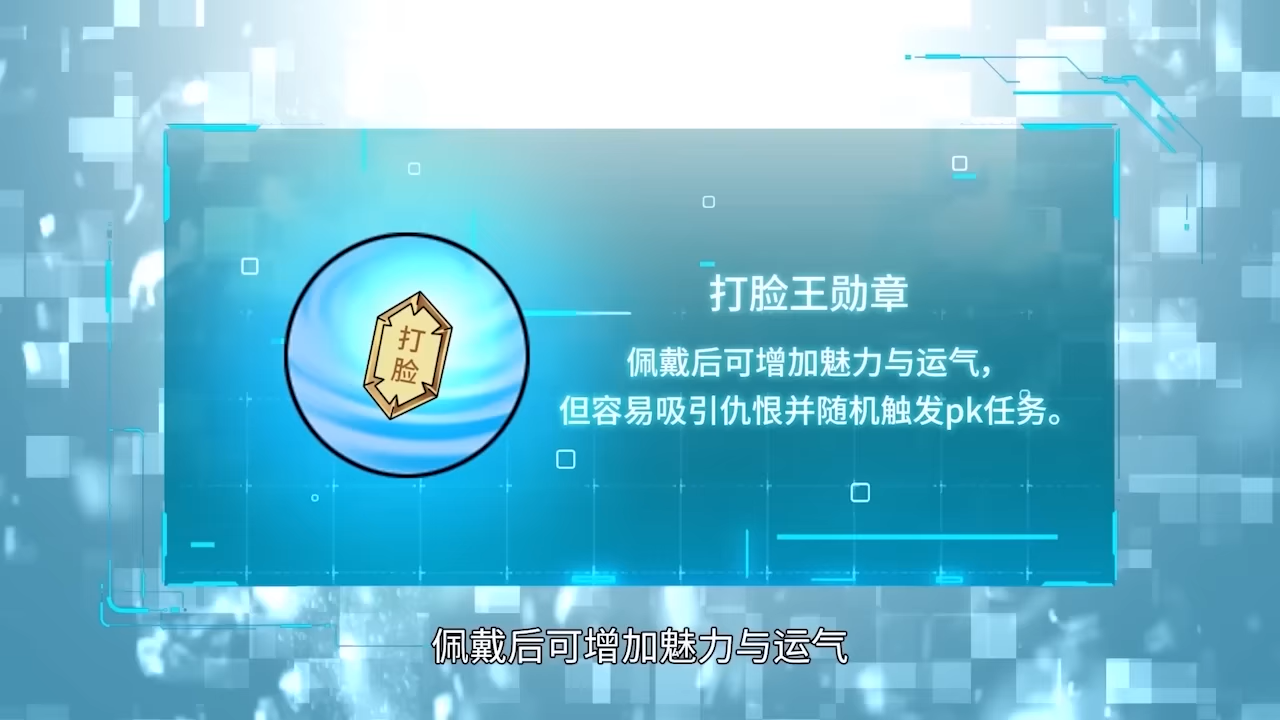 打
脸
打脸王勋章
佩戴后可增加魅力与运气，
但容易吸引仇恨并随机触发pk任务。
佩戴后可增加魅力与运气